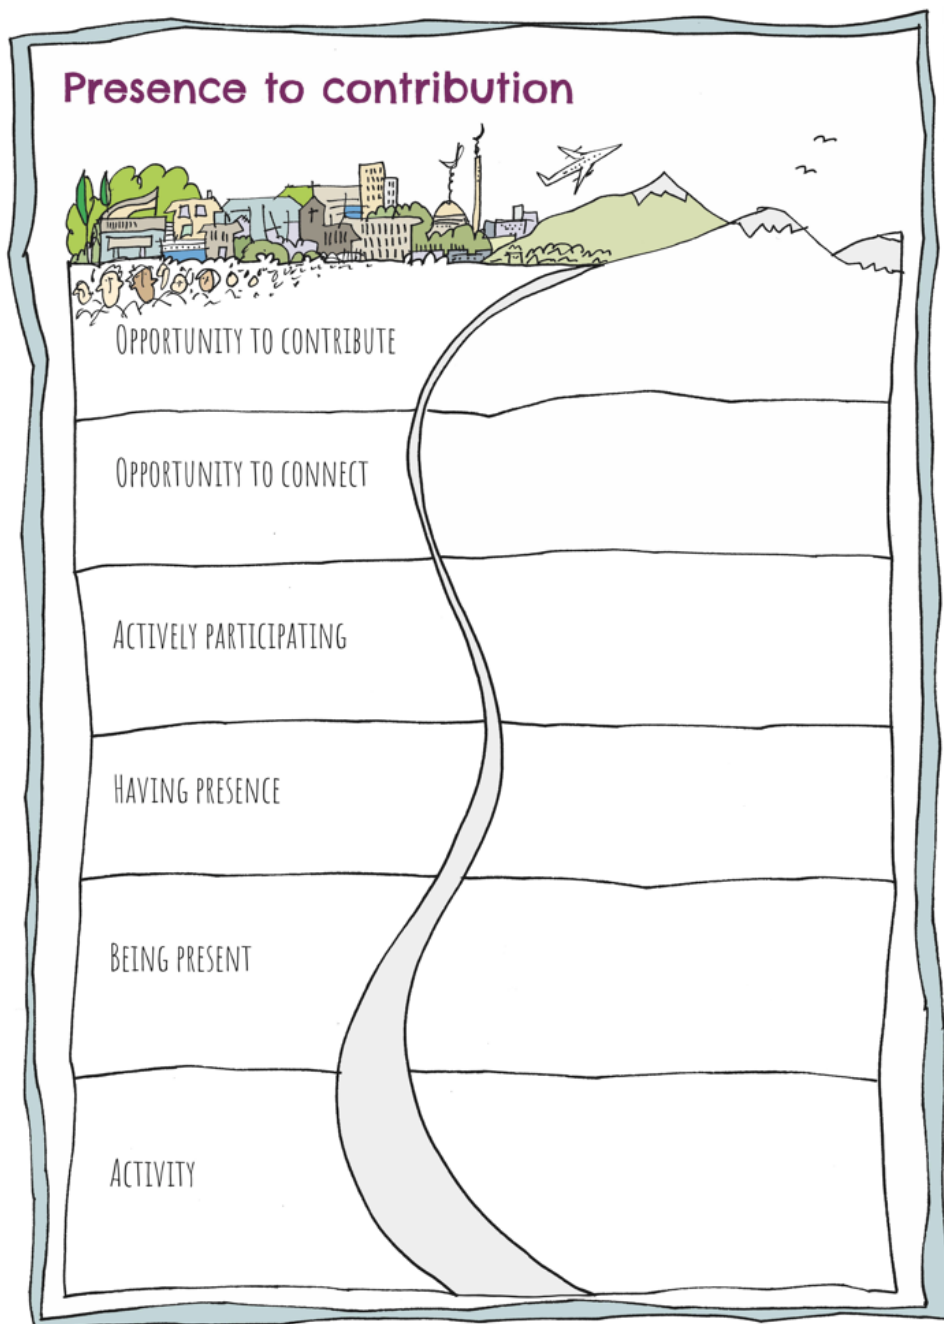 Presence to contribution
Opportunity to contribute
Opportunity to connect
Actively participating
Having presence
Being present
Activity